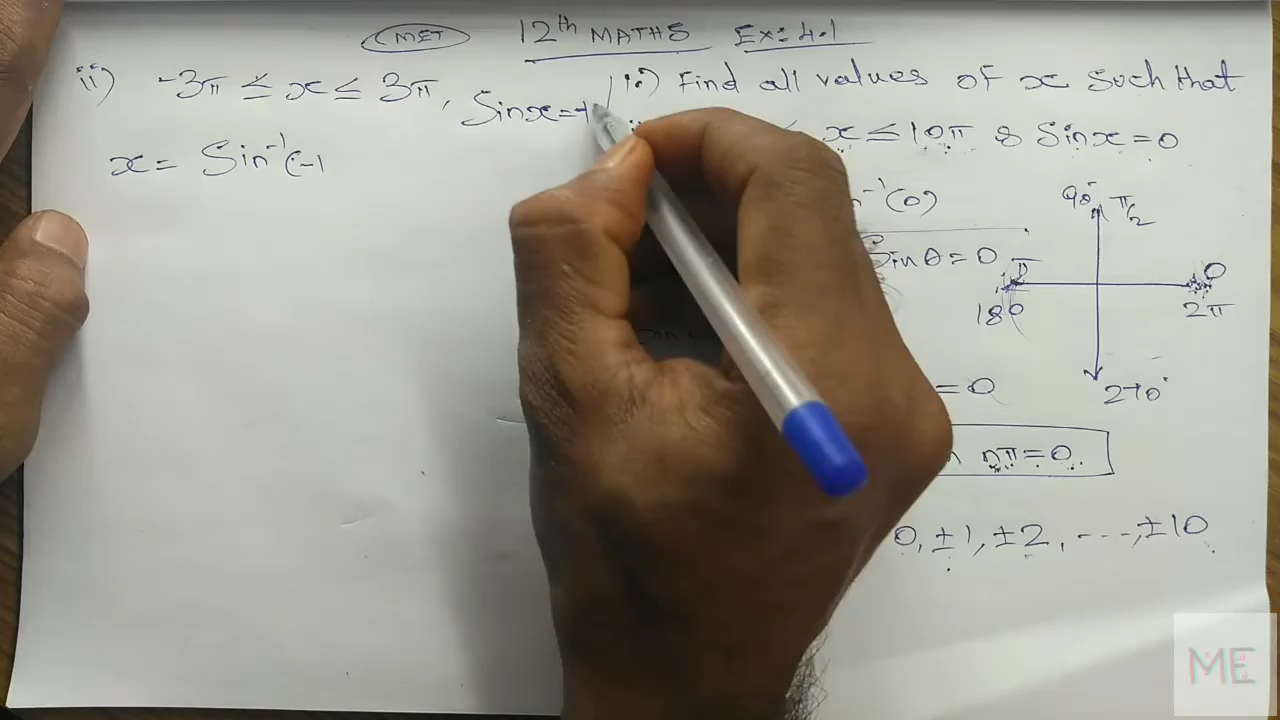 MET 12th MATHS Ex: 4.1
ii) -3π ≤ x ≤ 3π, Sinx=-1
x = Sin⁻¹(-1
i) Find all values of x such that
≤ x ≤ 10π & Sinx = 0
⁻¹(0)
Sinθ = 0
90° π/2
π 0
180 2π
270°
= 0
nπ = 0
0, ±1, ±2, ----, ±10
ME